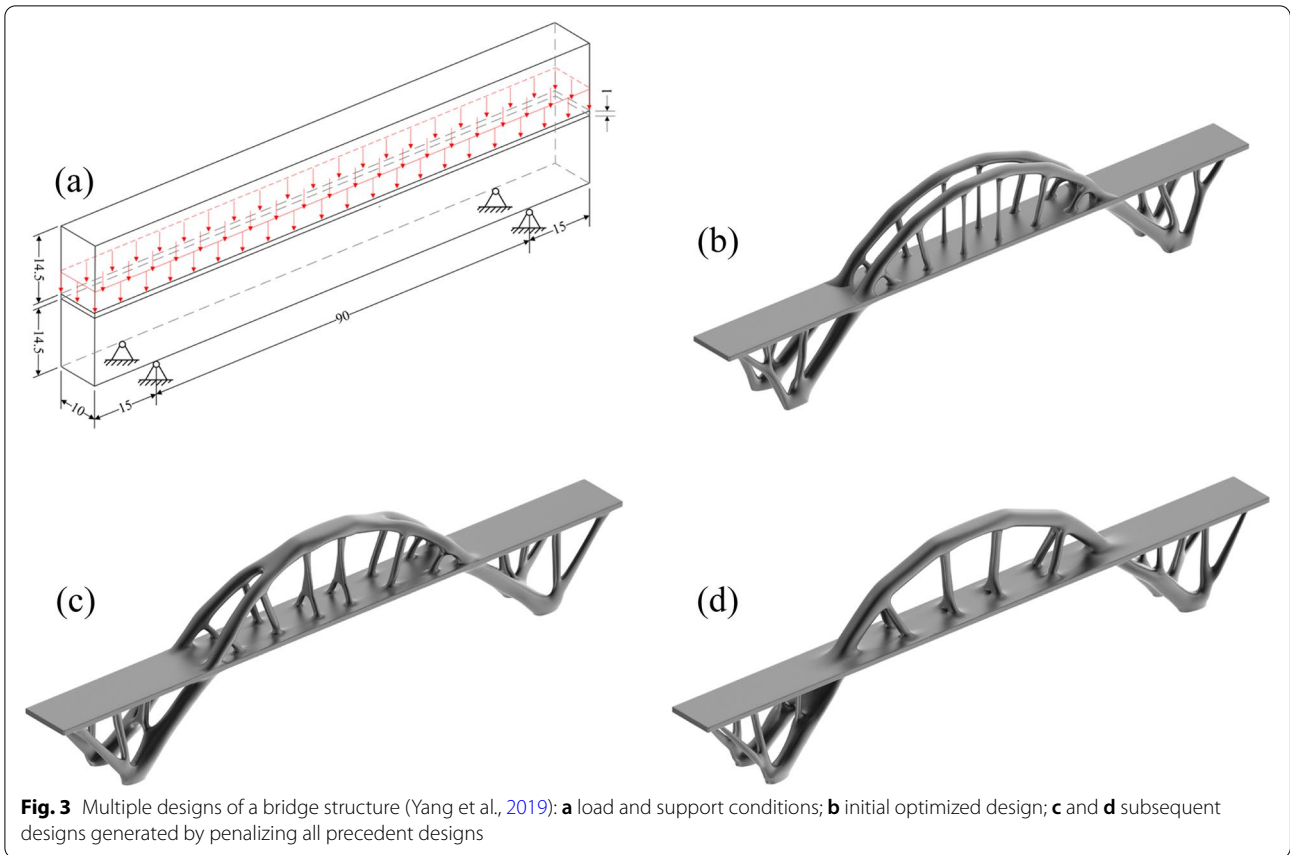 (a)
1
14.5
14.5
10
15
90
15
(b)
(c)
(d)
Fig. 3 Multiple designs of a bridge structure (Yang et al., 2019): a load and support conditions; b initial optimized design; c and d subsequent
designs generated by penalizing all precedent designs